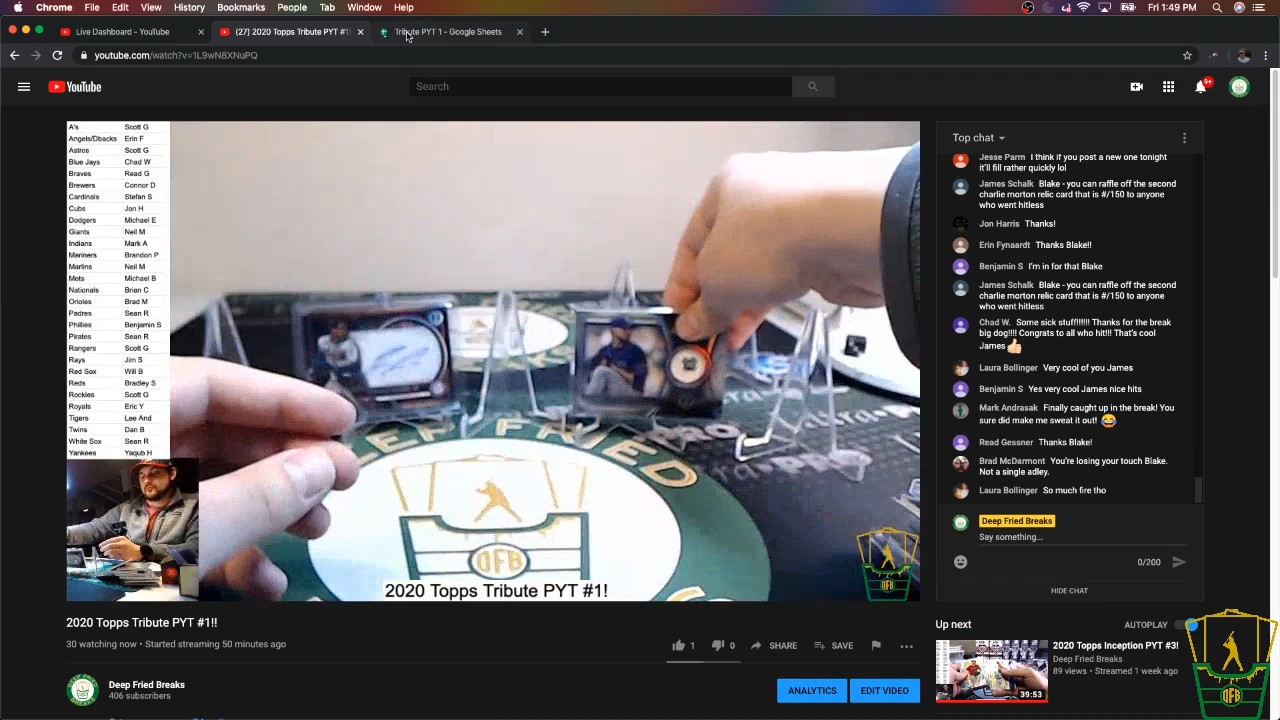 Chrome File Edit View History Bookmarks People Tab Window Help
Fri 1:49 PM
Live Dashboard - YouTube
(27) 2020 Topps Tribute PYT #1
Tribute PYT 1 - Google Sheets
youtube.com/watch?v=1L9wN8XNuPQ
YouTube
Search
9+
A's Scott G
Angels/Dbacks Erin F
Astros Scott G
Blue Jays Chad W
Braves Read G
Brewers Connor D
Cardinals Stefan S
Cubs Jon H
Dodgers Michael E
Giants Neil M
Indians Mark A
Mariners Brandon P
Marlins Neil M
Mets Michael B
Nationals Brian C
Orioles Brad M
Padres Sean R
Phillies Benjamin S
Pirates Sean R
Rangers Scott G
Rays Jim S
Red Sox Will B
Reds Bradley S
Rockies Scott G
Royals Eric Y
Tigers Lee And
Twins Dan B
White Sox Sean R
Yankees Yaqub H
DFB
2020 Topps Tribute PYT #1!
Top chat
Jesse Parm I think if you post a new one tonight
it'll fill rather quickly lol
James Schalk Blake - you can raffle off the second
charlie morton relic card that is #/150 to anyone
who went hitless
Jon Harris Thanks!
Erin Fynaardt Thanks Blake!!
Benjamin S I'm in for that Blake
James Schalk Blake - you can raffle off the second
charlie morton relic card that is #/150 to anyone
who went hitless
Chad W. Some sick stuff!!!!!!! Thanks for the break
big dog!!!! Congrats to all who hit!!! That's cool
James
Laura Bollinger Very cool of you James
Benjamin S Yes very cool James nice hits
Mark Andrasak Finally caught up in the break! You
sure did make me sweat it out!
Read Gessner Thanks Blake!
Brad McDarmont You're losing your touch Blake.
Not a single adley.
Laura Bollinger So much fire tho
Deep Fried Breaks
Say something...
0/200
HIDE CHAT
2020 Topps Tribute PYT #1!!
30 watching now • Started streaming 50 minutes ago
1 0 SHARE SAVE
Deep Fried Breaks
406 subscribers
ANALYTICS EDIT VIDEO
Up next AUTOPLAY
2020 Topps Inception PYT #3!
Deep Fried Breaks
89 views • Streamed 1 week ago
39:53
DFB